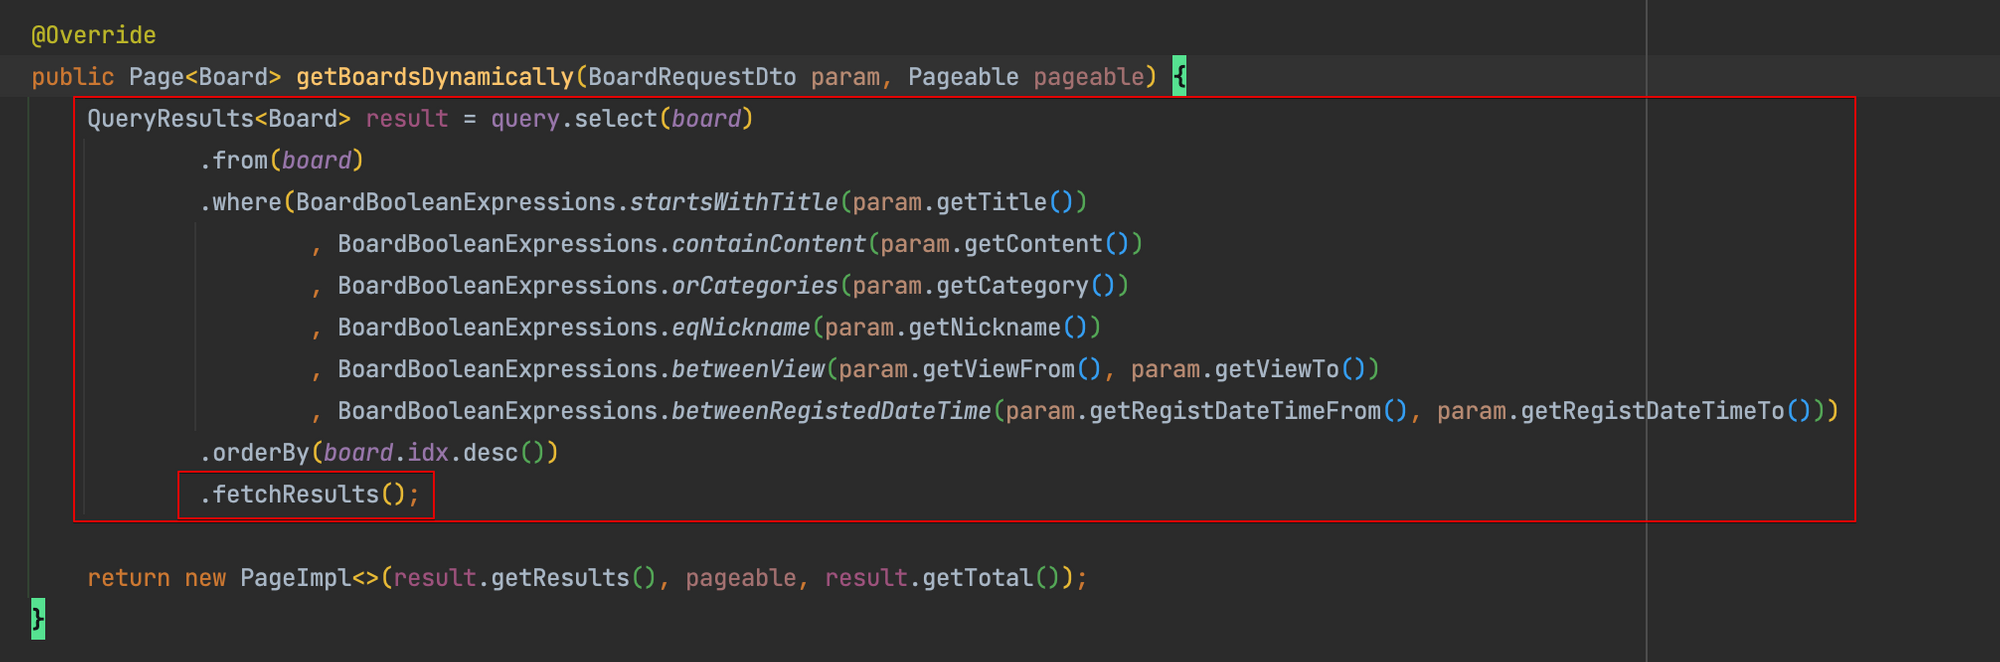 @Override
public Page<Board> getBoardsDynamically(BoardRequestDto param, Pageable pageable) {
QueryResults<Board> result = query.select(board)
.from(board)
.where(BoardBooleanExpressions.startsWithTitle(param.getTitle())
, BoardBooleanExpressions.containContent(param.getContent())
, BoardBooleanExpressions.orCategories(param.getCategory())
, BoardBooleanExpressions.eqNickname(param.getNickname())
, BoardBooleanExpressions.betweenView(param.getViewFrom(), param.getViewTo())
, BoardBooleanExpressions.betweenRegistedDateTime(param.getRegistDateTimeFrom(), param.getRegistDateTimeTo()))
.orderBy(board.idx.desc())
.fetchResults();
return new PageImpl<>(result.getResults(), pageable, result.getTotal());
}